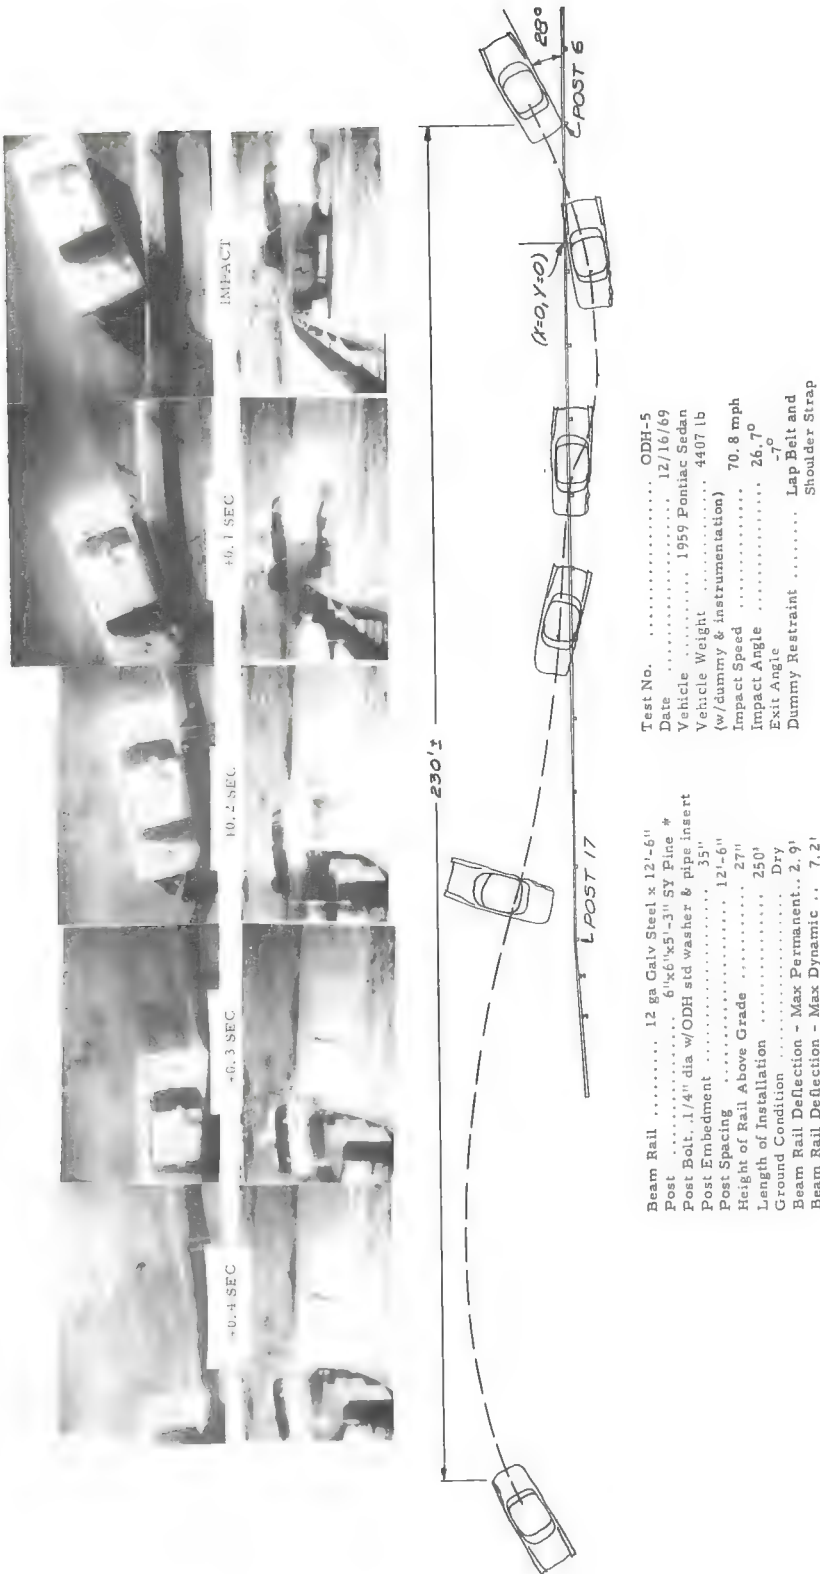 IMPACT
+0.1 SEC
+0.2 SEC
+0.3 SEC
+0.4 SEC
230'±
28°
POST 6
(X=0, Y=0)
POST 17
Beam Rail ......... 12 ga Galv Steel x 12'-6"
Post ............... 6"x6"x5'-3" SY Pine *
Post Bolt. .1/4" dia w/ODH std washer & pipe insert
Post Embedment .................. 35"
Post Spacing .................. 12'-6"
Height of Rail Above Grade .......... 27"
Length of Installation .............. 250'
Ground Condition .................. Dry
Beam Rail Deflection - Max Permanent.. 2.9'
Beam Rail Deflection - Max Dynamic .. 7.2'
Test No. .................. ODH-5
Date .................. 12/16/69
Vehicle .......... 1959 Pontiac Sedan
Vehicle Weight ............ 4407 lb
(w/dummy & instrumentation)
Impact Speed ............. 70.8 mph
Impact Angle ............... 26.7°
Exit Angle -7°
Dummy Restraint ......... Lap Belt and
Shoulder Strap